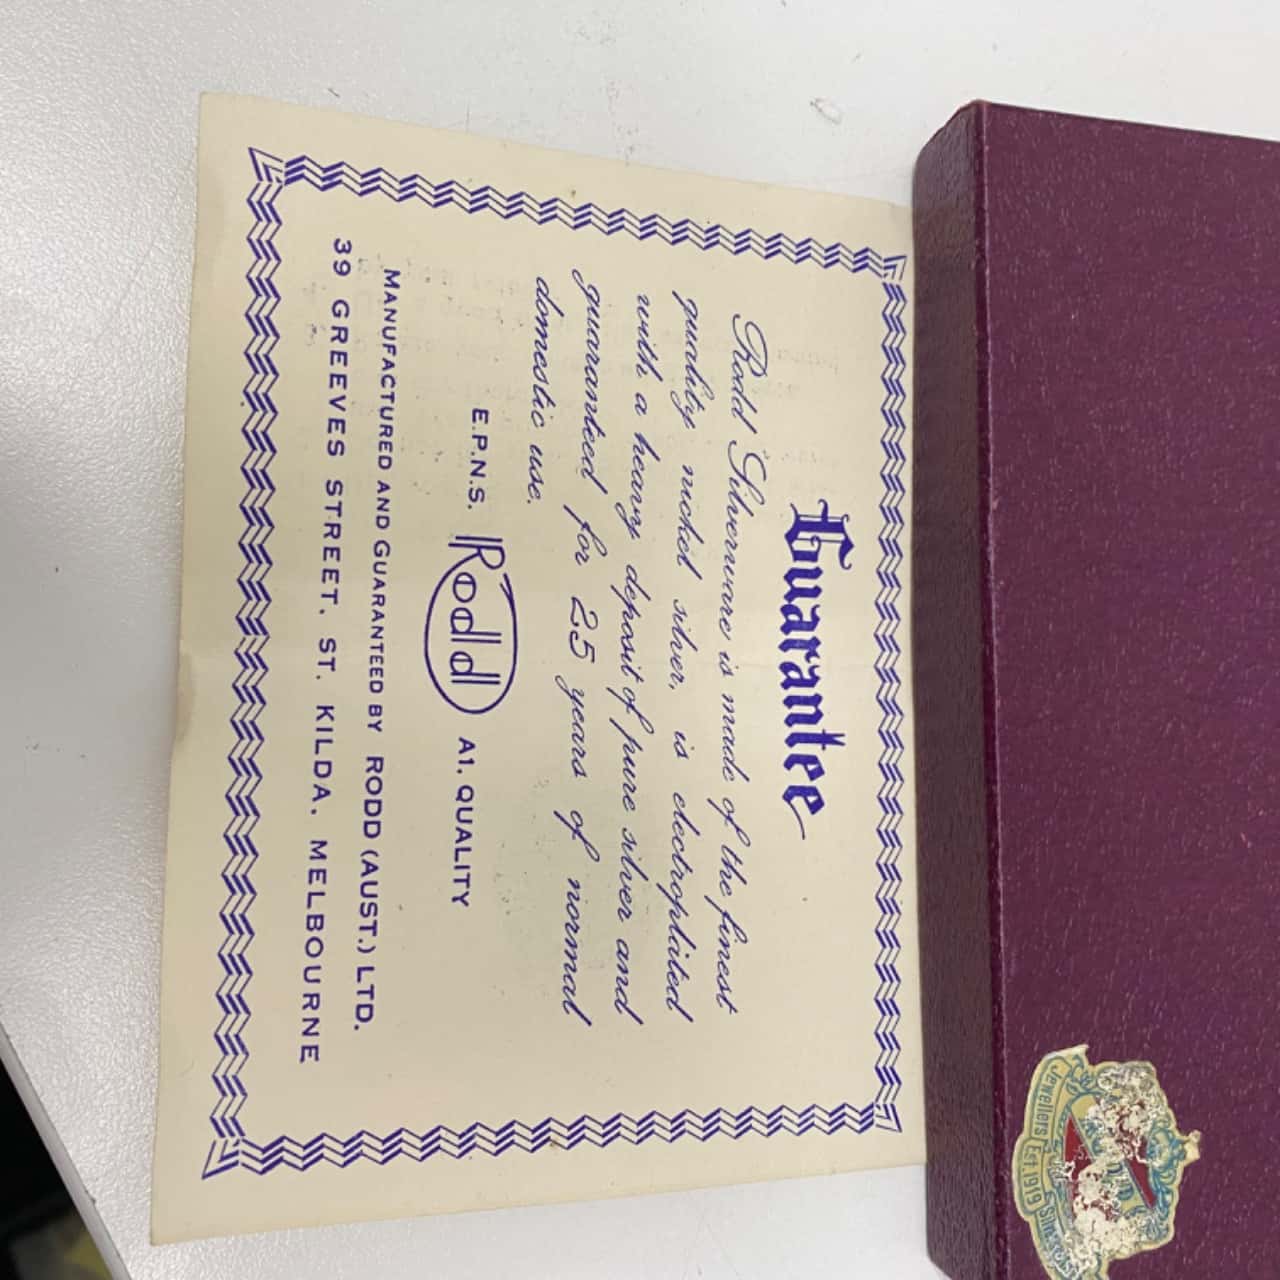 Guarantee
Rodd Silverware is made of the finest
quality nickel silver, is electroplated
with a heavy deposit of pure silver and
guaranteed for 25 years of normal
domestic use.
E.P.N.S. Rodd A1. QUALITY
MANUFACTURED AND GUARANTEED BY RODD (AUST.) LTD.
39 GREEVES STREET, ST. KILDA, MELBOURNE
Jewellers Est. 1919